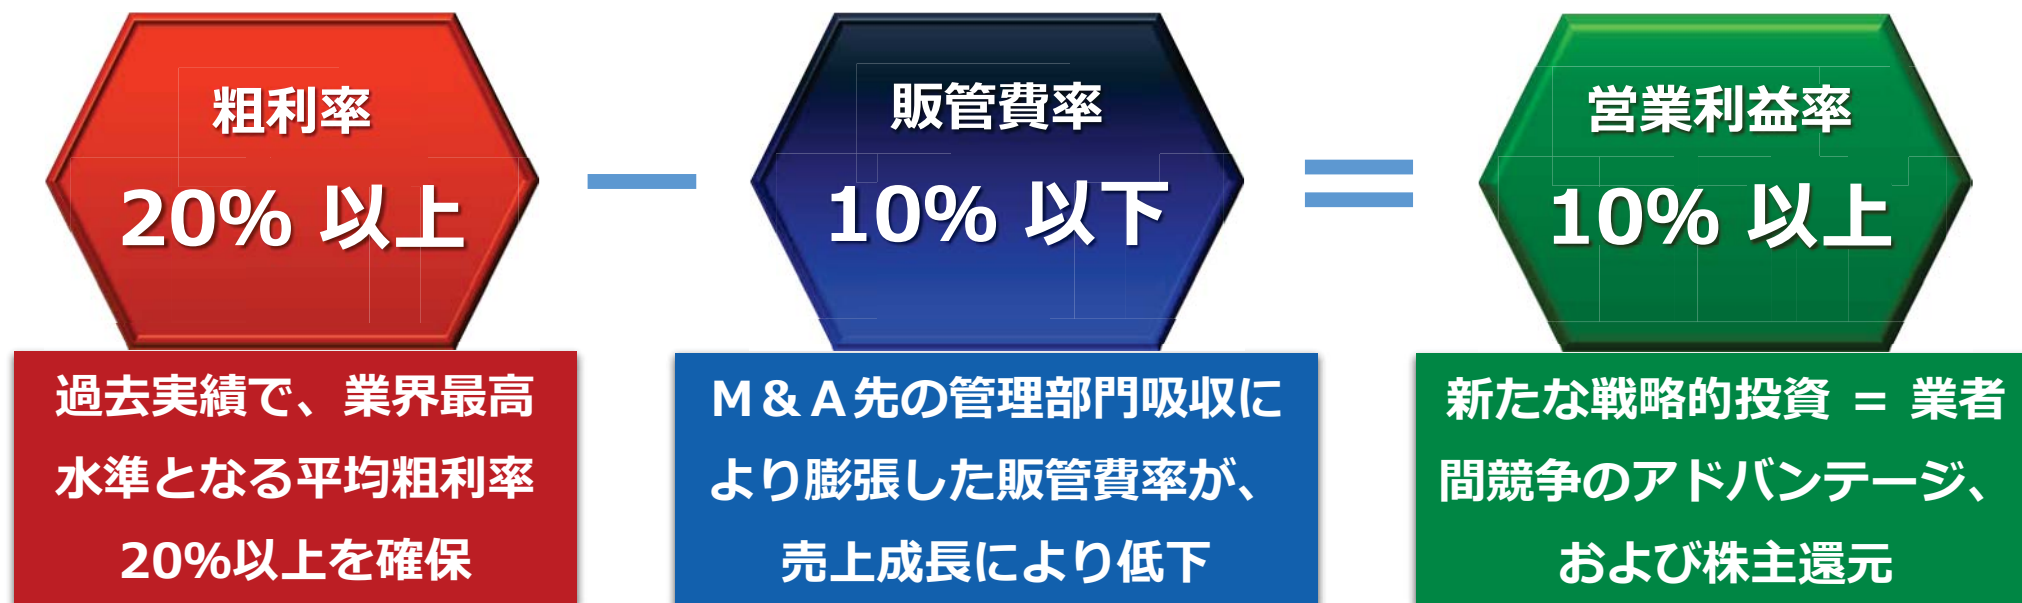 粗利率
20% 以上
過去実績で、業界最高
水準となる平均粗利率
20%以上を確保
－
販管費率
10% 以下
Ｍ＆Ａ先の管理部門吸収に
より膨張した販管費率が、
売上成長により低下
＝
営業利益率
10% 以上
新たな戦略的投資 = 業者
間競争のアドバンテージ、
および株主還元